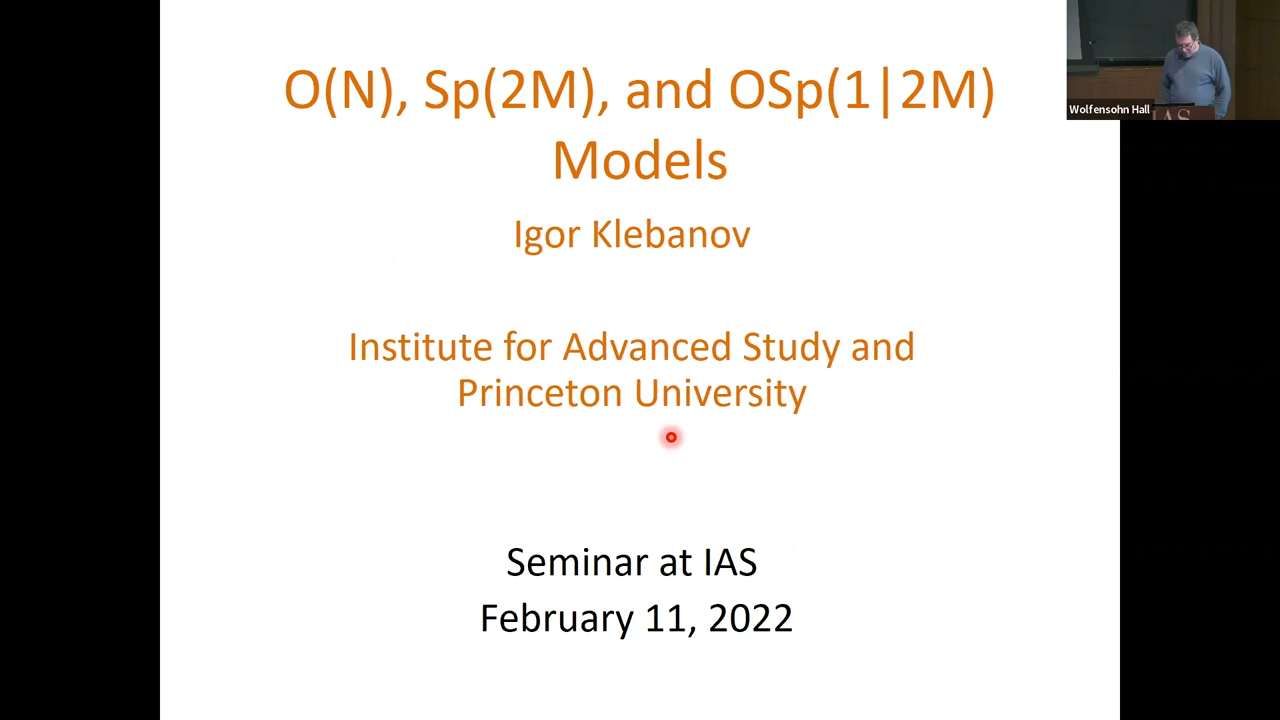 O(N), Sp(2M), and OSp(1|2M)
Models
Igor Klebanov
Institute for Advanced Study and
Princeton University
Seminar at IAS
February 11, 2022
Wolfensohn Hall
IAS